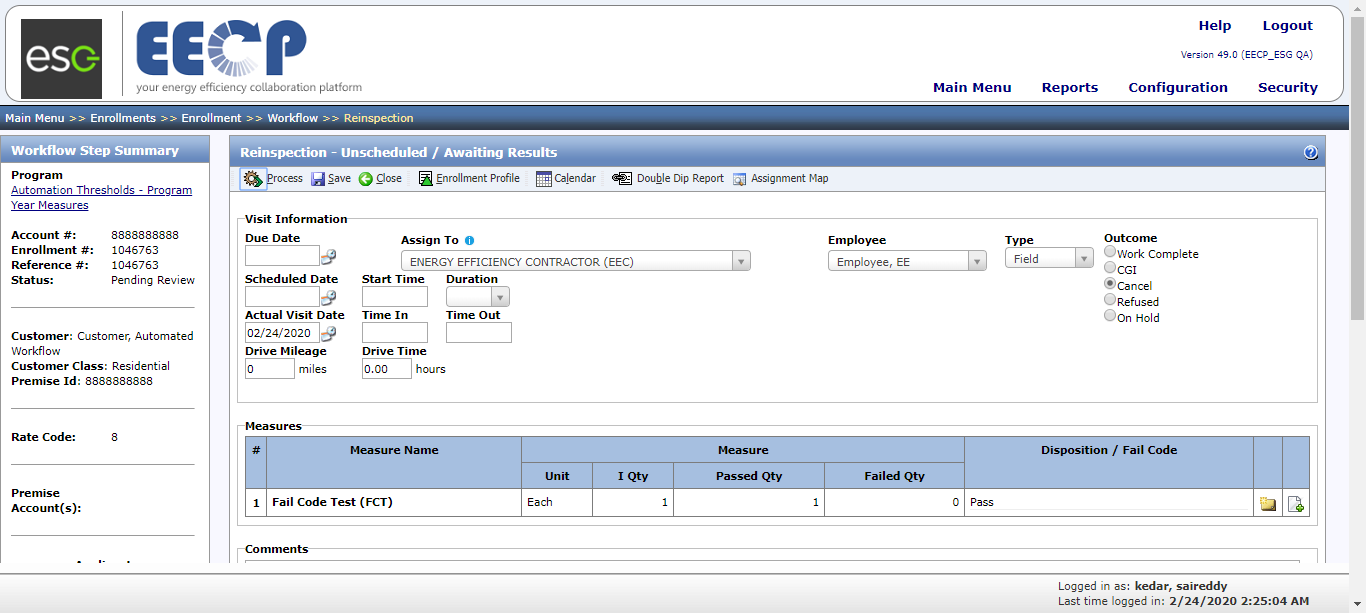 esc
EECP
your energy efficiency collaboration platform
Help Logout
Version 49.0 (EECP_ESG QA)
Main Menu Reports Configuration Security
Main Menu >> Enrollments >> Enrollment >> Workflow >> Reinspection
Workflow Step Summary
Program
Automation Thresholds - Program
Year Measures
Account #: 8888888888
Enrollment #: 1046763
Reference #: 1046763
Status: Pending Review
Customer: Customer, Automated
Workflow
Customer Class: Residential
Premise Id: 8888888888
Rate Code: 8
Premise
Account(s):
Reinspection - Unscheduled / Awaiting Results
Process Save Close Enrollment Profile Calendar Double Dip Report Assignment Map
Visit Information
Due Date
Assign To
ENERGY EFFICIENCY CONTRACTOR (EEC)
Employee
Employee, EE
Type
Field
Outcome
Work Complete
CGI
Cancel
Refused
On Hold
Scheduled Date Start Time Duration
Actual Visit Date Time In Time Out
02/24/2020
Drive Mileage Drive Time
0 miles 0.00 hours
Measures
# Measure Name Measure Disposition / Fail Code
Unit I Qty Passed Qty Failed Qty
1 Fail Code Test (FCT) Each 1 1 0 Pass
Comments
Logged in as: kedar, saireddy
Last time logged in: 2/24/2020 2:25:04 AM